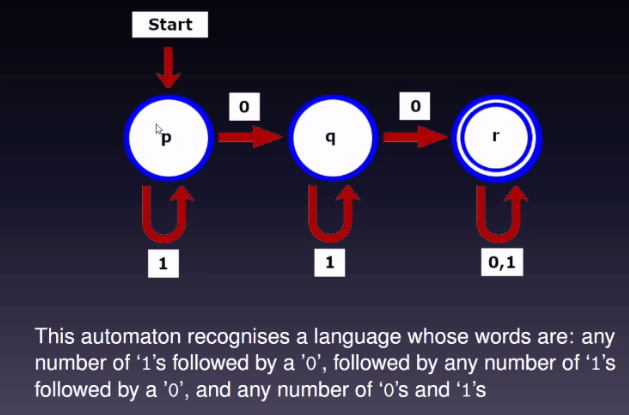 Start
0
0
p
q
r
1
1
0,1
This automaton recognises a language whose words are: any
number of ‘1’s followed by a ’0’, followed by any number of ‘1’s
followed by a ’0’, and any number of ‘0’s and ‘1’s